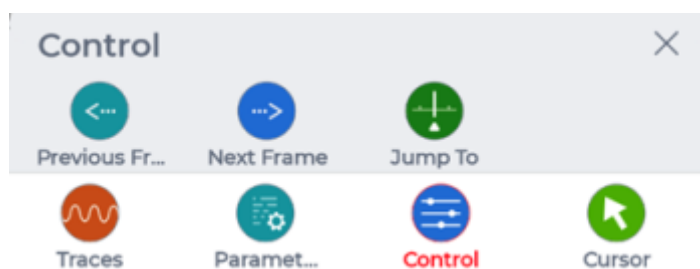 Control
Previous Fr... Next Frame Jump To
Traces Paramet... Control Cursor